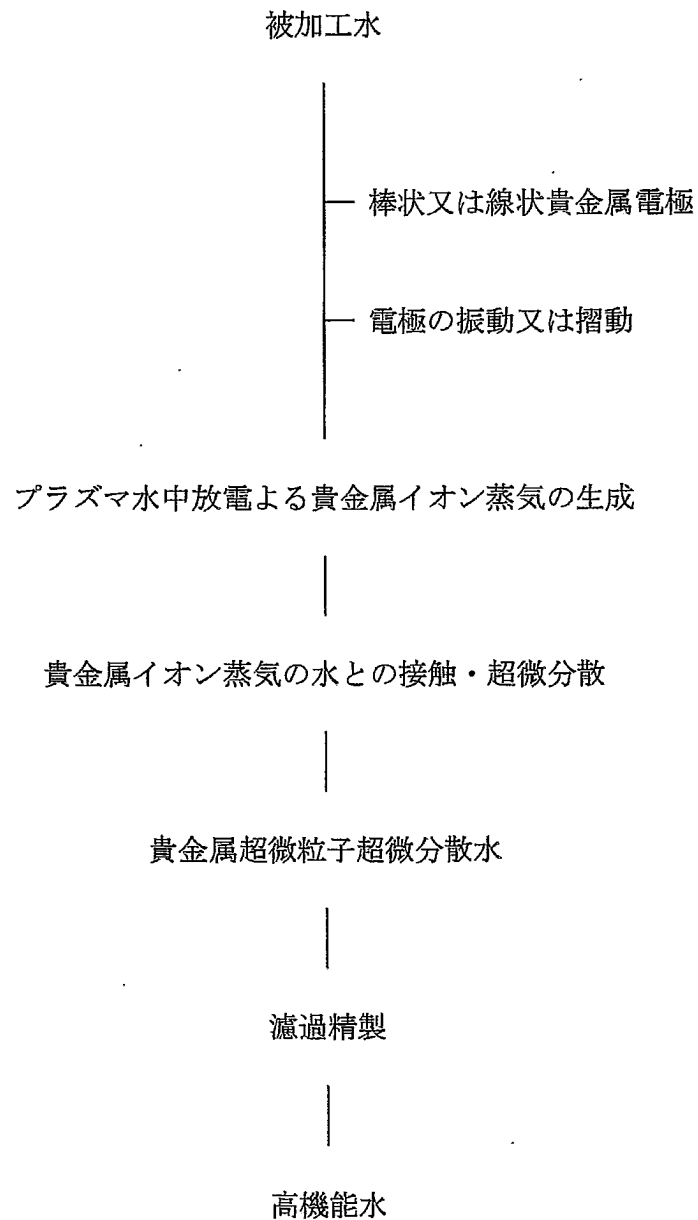 被加工水
棒状又は線状貴金属電極
電極の振動又は摺動
プラズマ水中放電よる貴金属イオン蒸気の生成
貴金属イオン蒸気の水との接触・超微分散
貴金属超微粒子超微分散水
濾過精製
高機能水